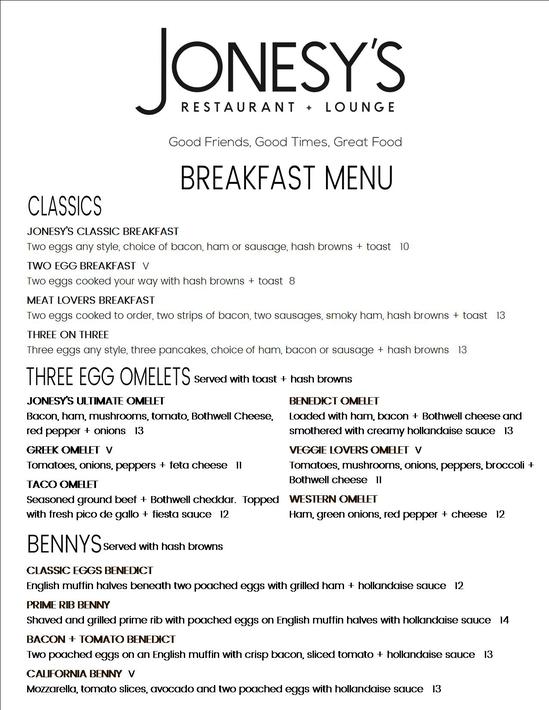 JONESY'S
RESTAURANT + LOUNGE
Good Friends, Good Times, Great Food
BREAKFAST MENU
CLASSICS
JONESY'S CLASSIC BREAKFAST
Two eggs any style, choice of bacon, ham or sausage, hash browns + toast 10
TWO EGG BREAKFAST V
Two eggs cooked your way with hash browns + toast 8
MEAT LOVERS BREAKFAST
Two eggs cooked to order, two strips of bacon, two sausages, smoky ham, hash browns + toast 13
THREE ON THREE
Three eggs any style, three pancakes, choice of ham, bacon or sausage + hash browns 13
THREE EGG OMELETS Served with toast + hash browns
JONESY'S ULTIMATE OMELET
Bacon, ham, mushrooms, tomato, Bothwell Cheese,
red pepper + onions 13
GREEK OMELET V
Tomatoes, onions, peppers + feta cheese 11
TACO OMELET
Seasoned ground beef + Bothwell cheddar. Topped
with fresh pico de gallo + fiesta sauce 12
BENEDICT OMELET
Loaded with ham, bacon + Bothwell cheese and
smothered with creamy hollandaise sauce 13
VEGGIE LOVERS OMELET V
Tomatoes, mushrooms, onions, peppers, broccoli +
Bothwell cheese 11
WESTERN OMELET
Ham, green onions, red pepper + cheese 12
BENNYS Served with hash browns
CLASSIC EGGS BENEDICT
English muffin halves beneath two poached eggs with grilled ham + hollandaise sauce 12
PRIME RIB BENNY
Shaved and grilled prime rib with poached eggs on English muffin halves with hollandaise sauce 14
BACON + TOMATO BENEDICT
Two poached eggs on an English muffin with crisp bacon, sliced tomato + hollandaise sauce 13
CALIFORNIA BENNY V
Mozzarella, tomato slices, avocado and two poached eggs with hollandaise sauce 13